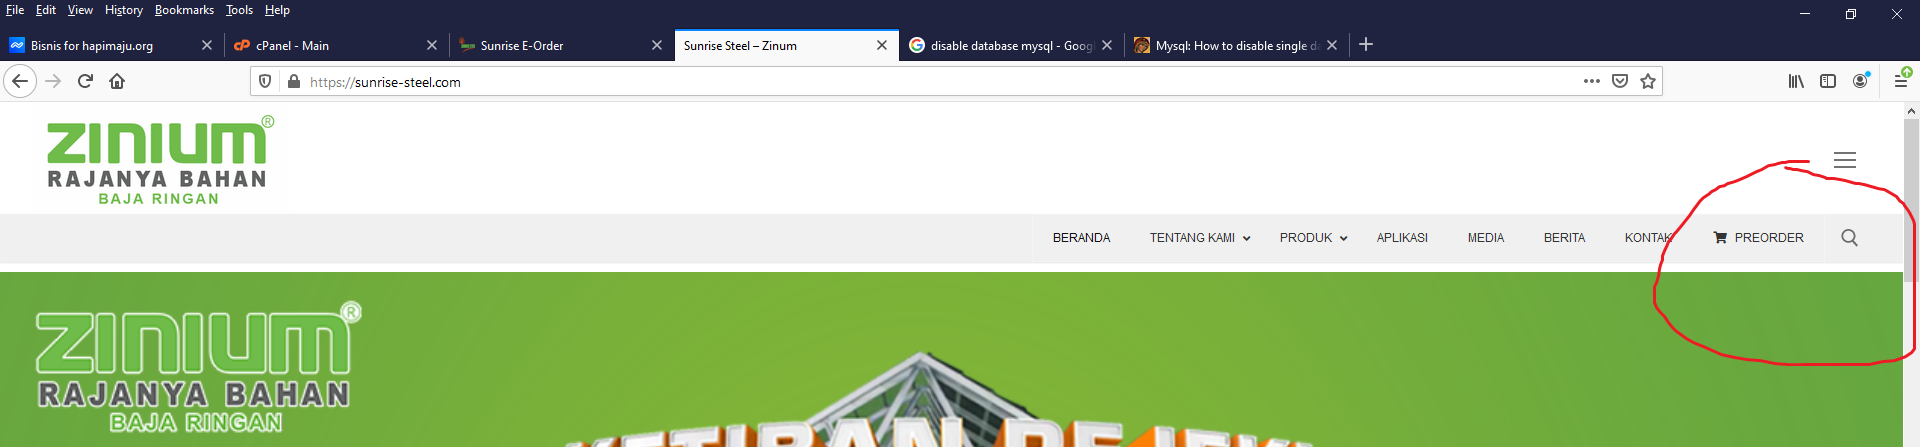 File Edit View History Bookmarks Tools Help
Bisnis for hapimaju.org
cPanel - Main
Sunrise E-Order
Sunrise Steel – Zinum
disable database mysql - Goog
Mysql: How to disable single da
https://sunrise-steel.com
ZINIUM®
RAJANYA BAHAN
BAJA RINGAN
BERANDA TENTANG KAMI PRODUK APLIKASI MEDIA BERITA KONTAK PREORDER
ZINIUM®
RAJANYA BAHAN
BAJA RINGAN